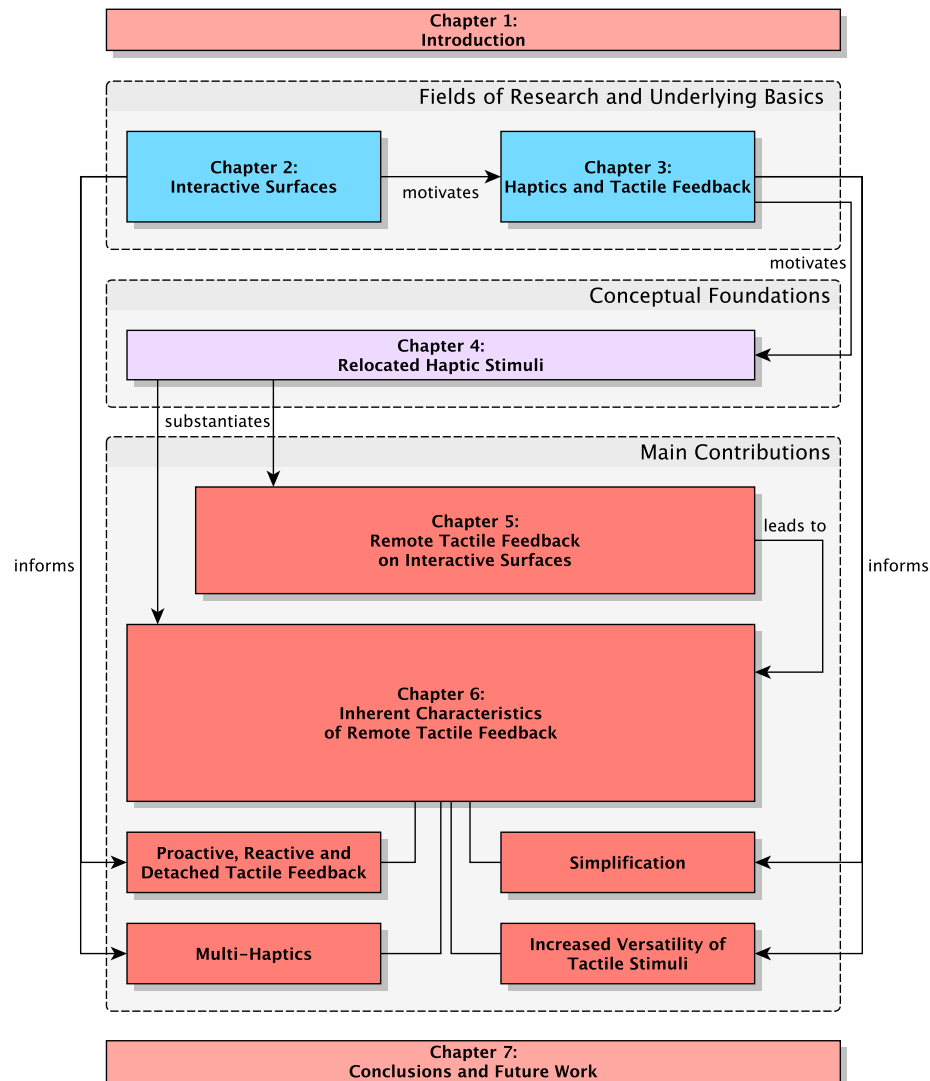 Chapter 1:
Introduction
Fields of Research and Underlying Basics
Chapter 2:
Interactive Surfaces
motivates
Chapter 3:
Haptics and Tactile Feedback
motivates
Conceptual Foundations
Chapter 4:
Relocated Haptic Stimuli
substantiates
Main Contributions
Chapter 5:
Remote Tactile Feedback
on Interactive Surfaces
leads to
informs
informs
Chapter 6:
Inherent Characteristics
of Remote Tactile Feedback
Proactive, Reactive and
Detached Tactile Feedback
Simplification
Multi-Haptics
Increased Versatility of
Tactile Stimuli
Chapter 7:
Conclusions and Future Work